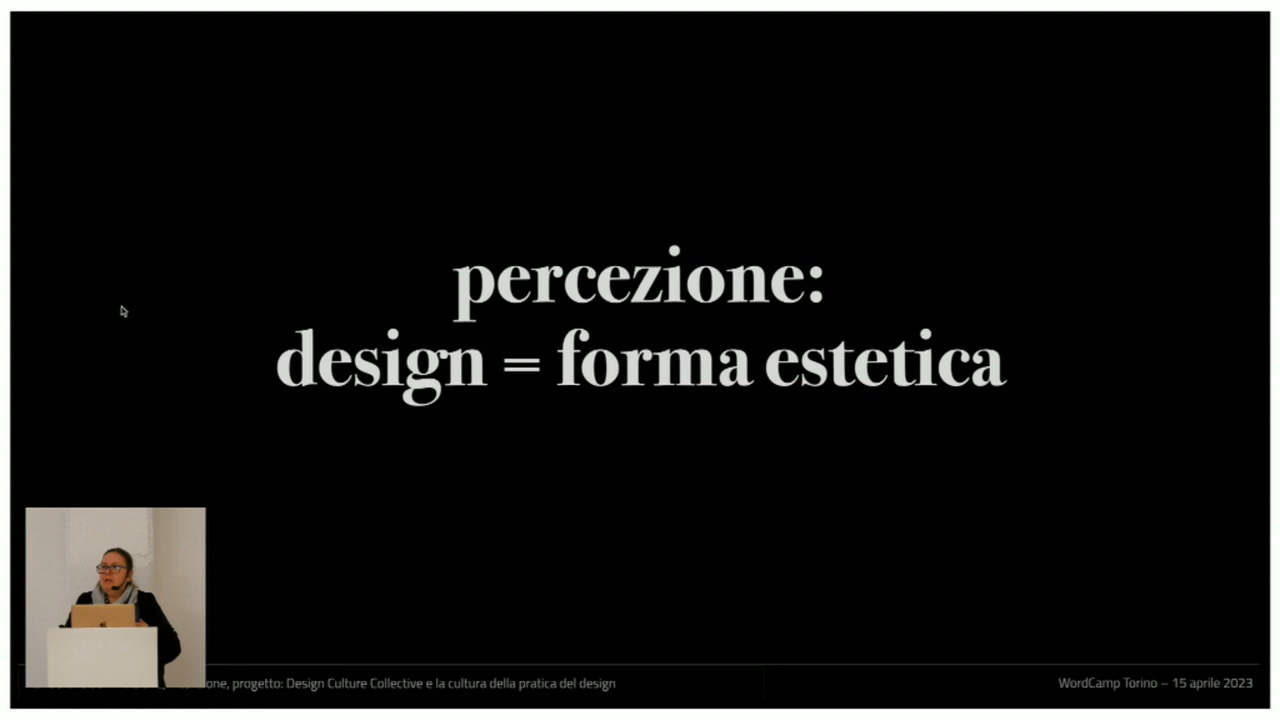 percezione:
design = forma estetica
progetto: Design Culture Collective e la cultura della pratica del design
WordCamp Torino – 15 aprile 2023